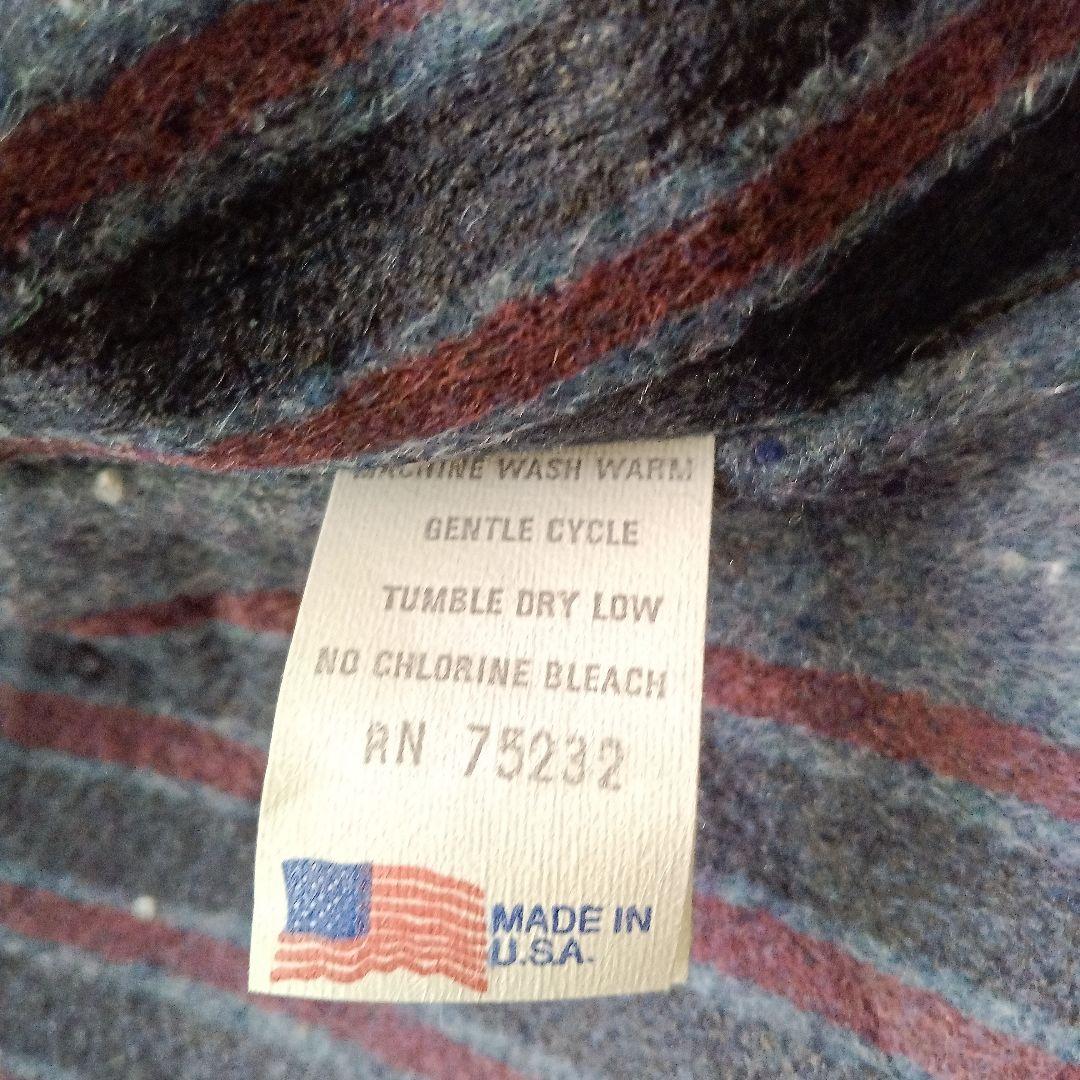 MACHINE WASH WARM
GENTLE CYCLE
TUMBLE DRY LOW
NO CHLORINE BLEACH
RN 75232
MADE IN
U.S.A.